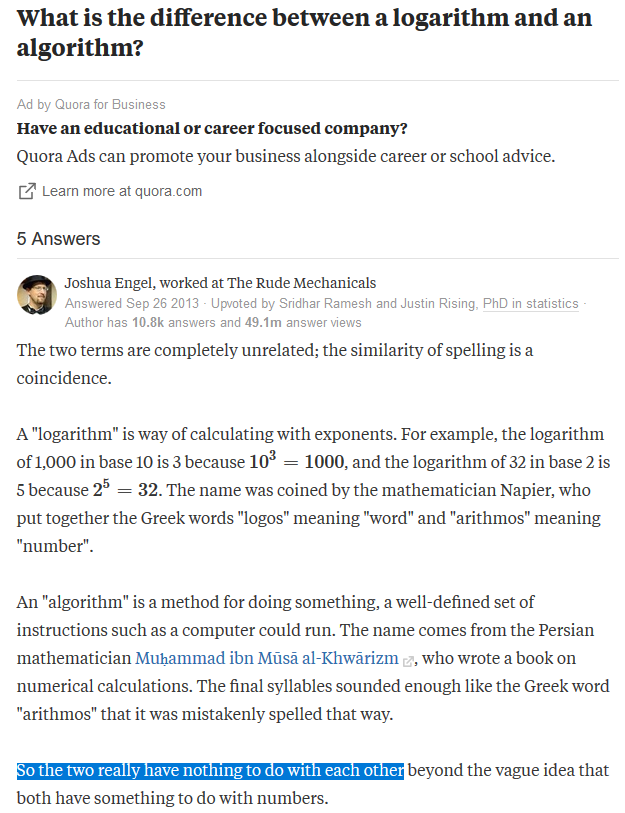 What is the difference between a logarithm and an
algorithm?
Ad by Quora for Business
Have an educational or career focused company?
Quora Ads can promote your business alongside career or school advice.
Learn more at quora.com
5 Answers
Joshua Engel, worked at The Rude Mechanicals
Answered Sep 26 2013 · Upvoted by Sridhar Ramesh and Justin Rising, PhD in statistics ·
Author has 10.8k answers and 49.1m answer views
The two terms are completely unrelated; the similarity of spelling is a
coincidence.
A "logarithm" is way of calculating with exponents. For example, the logarithm
of 1,000 in base 10 is 3 because 10³ = 1000, and the logarithm of 32 in base 2 is
5 because 2⁵ = 32. The name was coined by the mathematician Napier, who
put together the Greek words "logos" meaning "word" and "arithmos" meaning
"number".
An "algorithm" is a method for doing something, a well-defined set of
instructions such as a computer could run. The name comes from the Persian
mathematician Muḥammad ibn Mūsā al-Khwārizm, who wrote a book on
numerical calculations. The final syllables sounded enough like the Greek word
"arithmos" that it was mistakenly spelled that way.
So the two really have nothing to do with each other beyond the vague idea that
both have something to do with numbers.